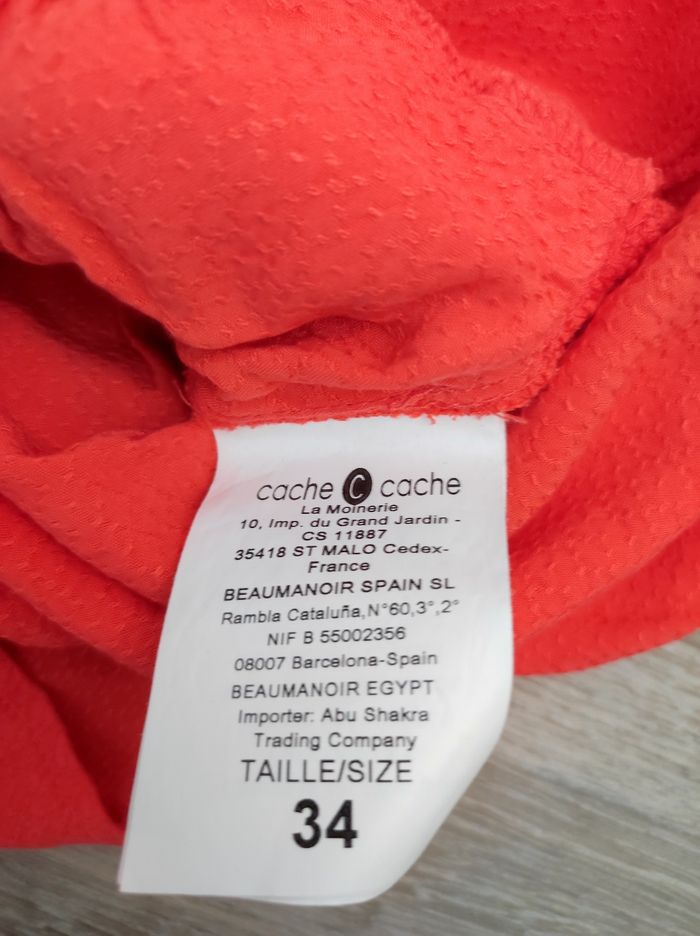 cache C cache
La Moinerie
10, Imp. du Grand Jardin -
CS 11887
35418 ST MALO Cedex-
France
BEAUMANOIR SPAIN SL
Rambla Cataluña,N°60,3°,2°
NIF B 55002356
08007 Barcelona-Spain
BEAUMANOIR EGYPT
Importer: Abu Shakra
Trading Company
TAILLE/SIZE
34